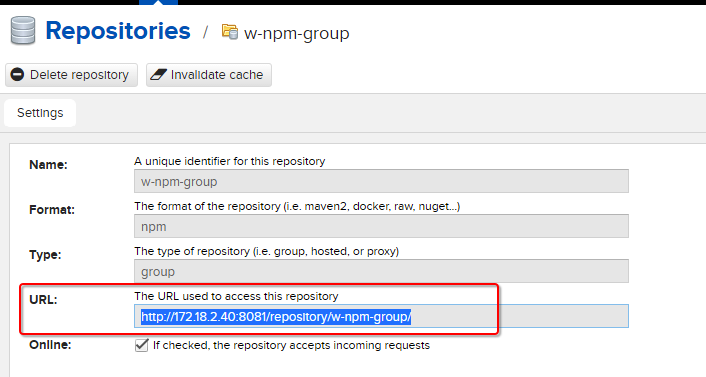 Repositories / w-npm-group
Delete repository Invalidate cache
Settings
Name: A unique identifier for this repository
w-npm-group
Format: The format of the repository (i.e. maven2, docker, raw, nuget...)
npm
Type: The type of repository (i.e. group, hosted, or proxy)
group
URL: The URL used to access this repository
http://172.18.2.40:8081/repository/w-npm-group/
Online: If checked, the repository accepts incoming requests